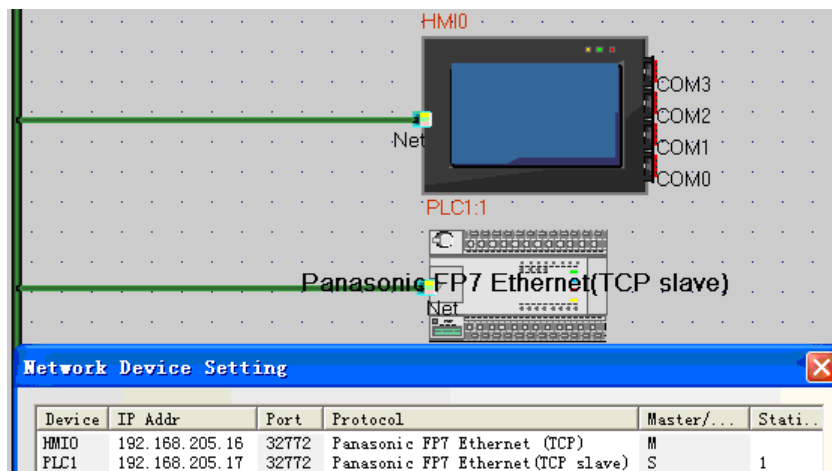 HMI0
COM3
COM2
Net
COM1
COM0
PLC1:1
Panasonic FP7 Ethernet(TCP slave)
Net
Network Device Setting
Device IP Addr Port Protocol Master/... Stati..
HMI0 192.168.205.16 32772 Panasonic FP7 Ethernet (TCP) M
PLC1 192.168.205.17 32772 Panasonic FP7 Ethernet(TCP slave) S 1